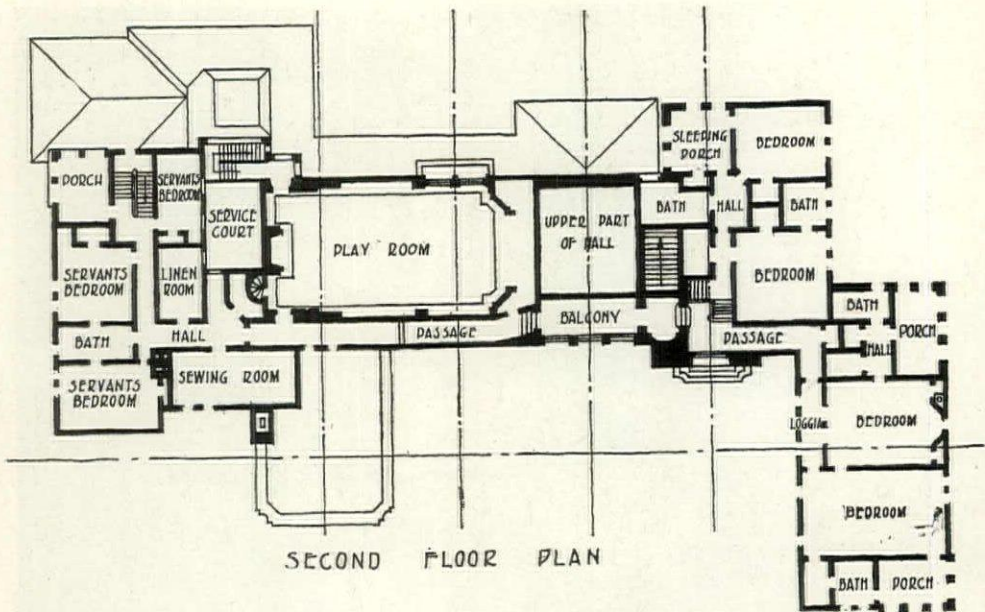 PORCH
SERVANTS
BEDROOM
SERVICE
COURT
SERVANTS
BEDROOM
LINEN
ROOM
BATH
HALL
SERVANTS
BEDROOM
SEWING ROOM
PLAY ROOM
PASSAGE
UPPER PART
OF HALL
BALCONY
SLEEPING
PORCH
BEDROOM
BATH
HALL
BATH
BEDROOM
PASSAGE
BATH
HALL
PORCH
LOGGIA
BEDROOM
BEDROOM
BATH
PORCH
SECOND FLOOR PLAN